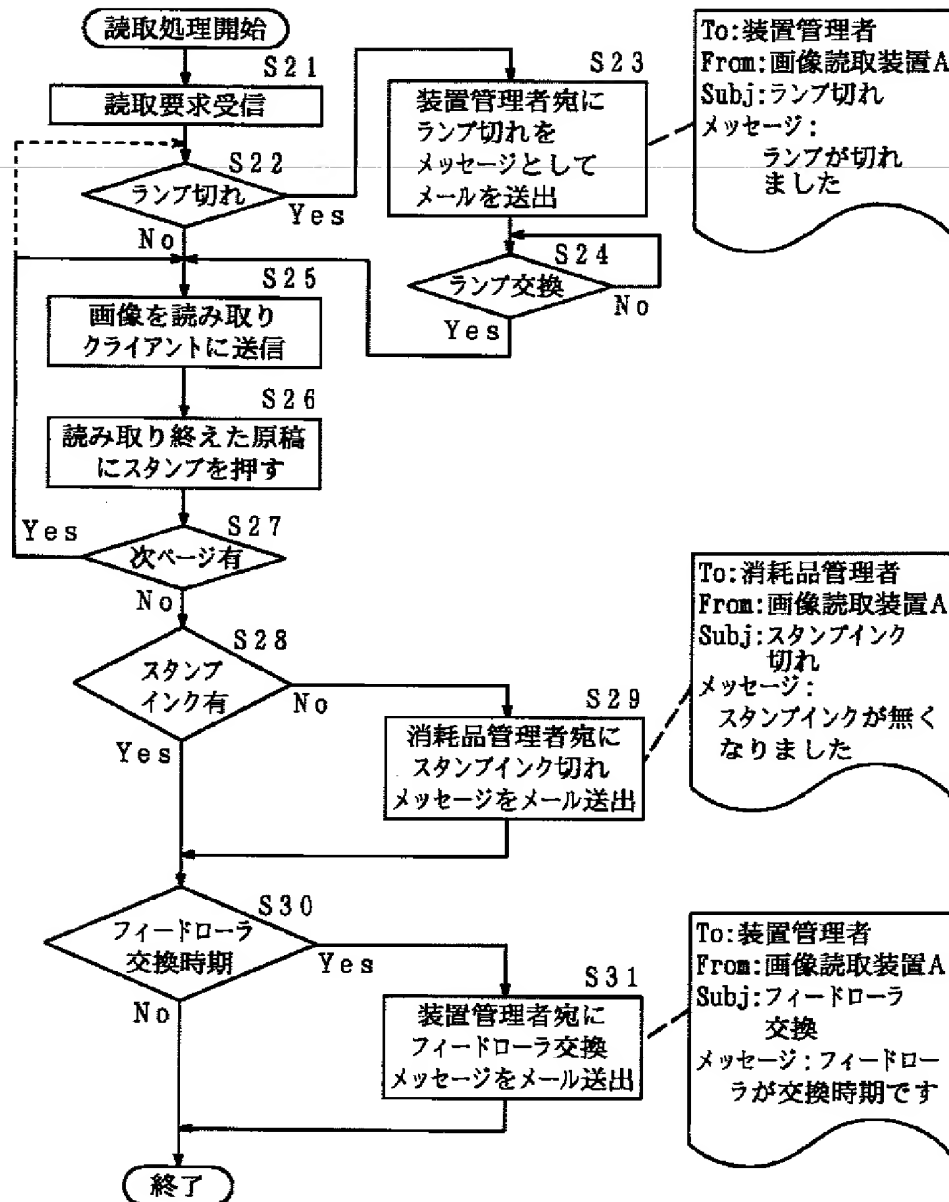 読取処理開始
S21
読取要求受信
S22
ランプ切れ
Yes
No
S23
装置管理者宛に
ランプ切れを
メッセージとして
メールを送出
To:装置管理者
From:画像読取装置A
Subj:ランプ切れ
メッセージ:
ランプが切れ
ました
S24
ランプ交換
No
Yes
S25
画像を読み取り
クライアントに送信
S26
読み取り終えた原稿
にスタンプを押す
S27
次ページ有
Yes
No
S28
スタンプ
インク有
No
Yes
S29
消耗品管理者宛に
スタンプインク切れ
メッセージをメール送出
To:消耗品管理者
From:画像読取装置A
Subj:スタンプインク
切れ
メッセージ:
スタンプインクが無く
なりました
S30
フィードローラ
交換時期
Yes
No
S31
装置管理者宛に
フィードローラ交換
メッセージをメール送出
To:装置管理者
From:画像読取装置A
Subj:フィードローラ
交換
メッセージ:フィードロー
ラが交換時期です
終了